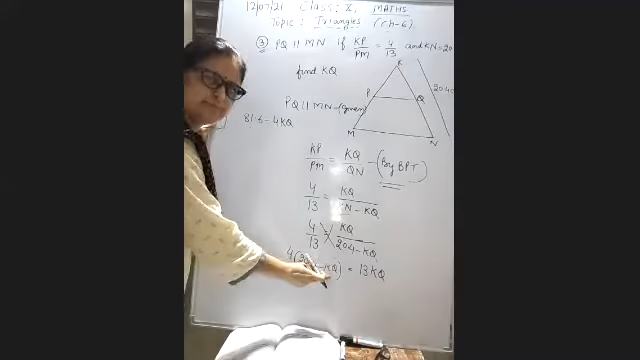 12/07/21 Class: X, MATHS
Topic: Triangles (Ch-6)
③ PQ || MN if KP/PM = 4/13 and KN = 20.
find KQ
K
P
Q
20.4
M
N
PQ || MN - (given)
81.6 - 4KQ
KP/PM = KQ/QN - (By BPT)
4/13 = KQ/KN - KQ
4/13 = KQ/20.4 - KQ
4( - KQ) = 13KQ